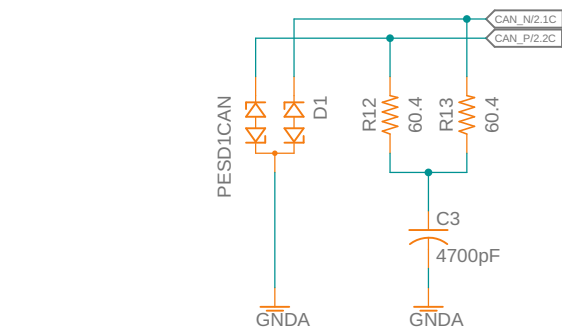 CAN_N/2.1C
CAN_P/2.2C
PESD1CAN
D1
R12
60.4
R13
60.4
C3
4700pF
GNDA
GNDA